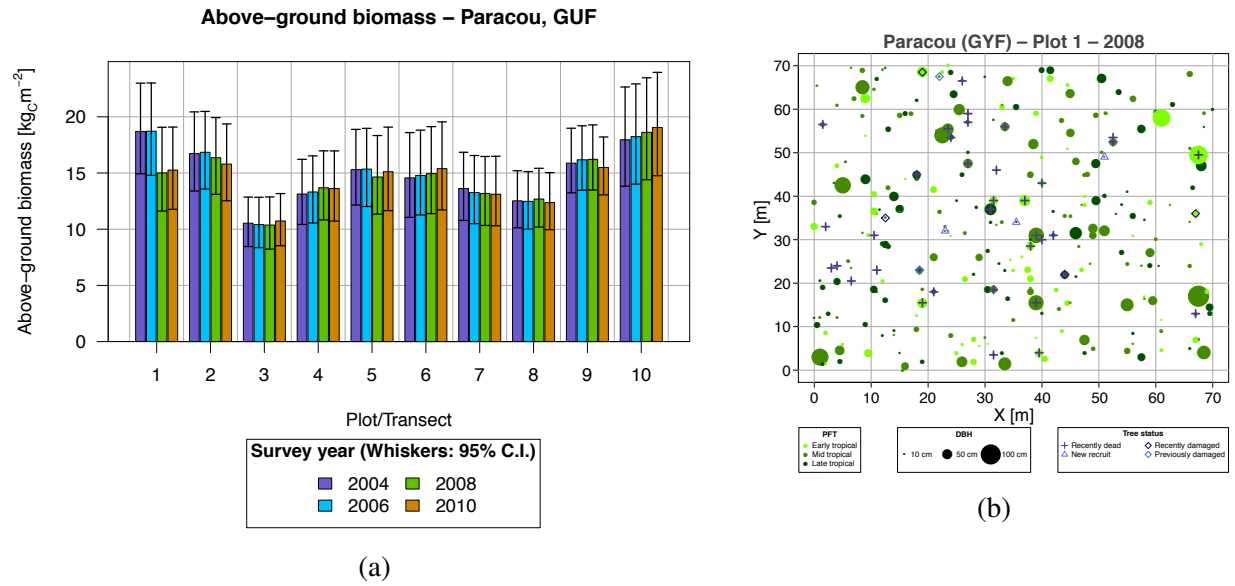 Above−ground biomass − Paracou, GUF
Above−ground biomass [kgCm−2]
20
15
10
5
0
1 2 3 4 5 6 7 8 9 10
Plot/Transect
Survey year (Whiskers: 95% C.I.)
2004 2008
2006 2010
(a)
Paracou (GYF) − Plot 1 − 2008
Y [m]
70
60
50
40
30
20
10
0
0 10 20 30 40 50 60 70
X [m]
PFT
Early tropical
Mid tropical
Late tropical
DBH
10 cm 50 cm 100 cm
Tree status
Recently dead Recently damaged
New recruit Previously damaged
(b)